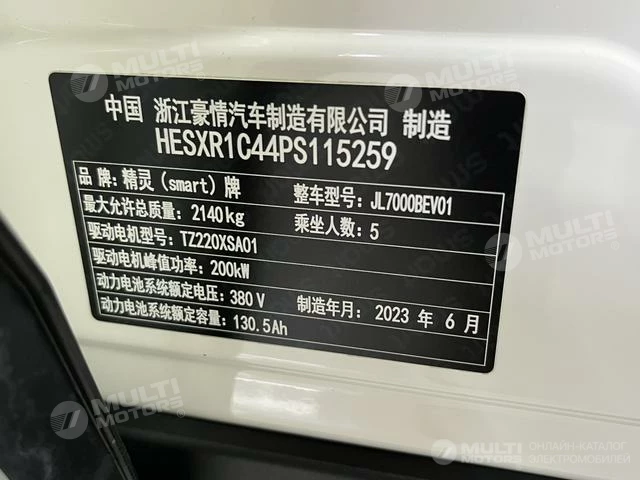 中国 浙江豪情汽车制造有限公司 制造
HESXR1C44PS115259
品 牌:精灵(smart)牌 整车型号:JL7000BEV01
最大允许总质量:2140kg 乘坐人数:5
驱动电机型号:TZ220XSA01
驱动电机峰值功率:200kW
动力电池系统额定电压:380V 制造年月:2023 年 6 月
动力电池系统额定容量:130.5Ah
MULTI MOTORS
MULTI MOTORS
MULTI MOTORS
MULTI MOTORS
MULTI MOTORS ОНЛАЙН-КАТАЛОГ ЭЛЕКТРОМОБИЛЕЙ